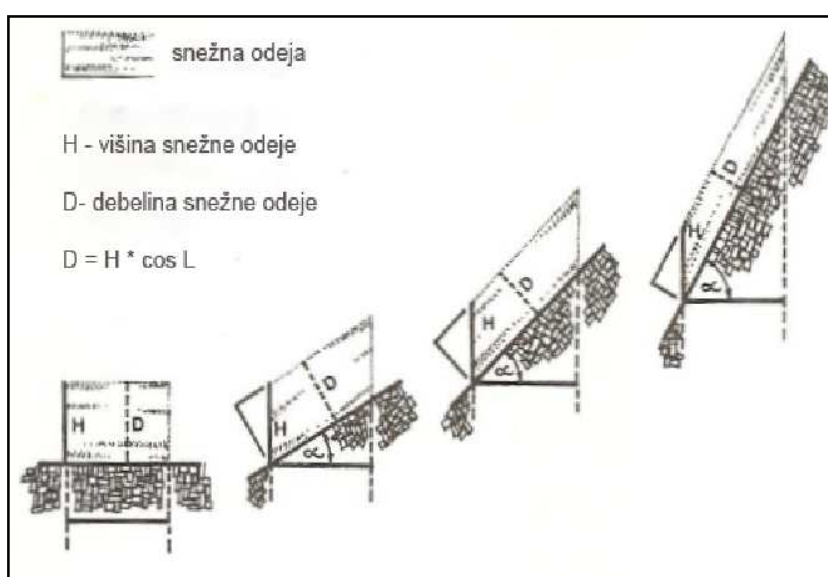 snežna odeja
H - višina snežne odeje
D- debelina snežne odeje
D = H * cos L
H D
H D α
H D α
H D α